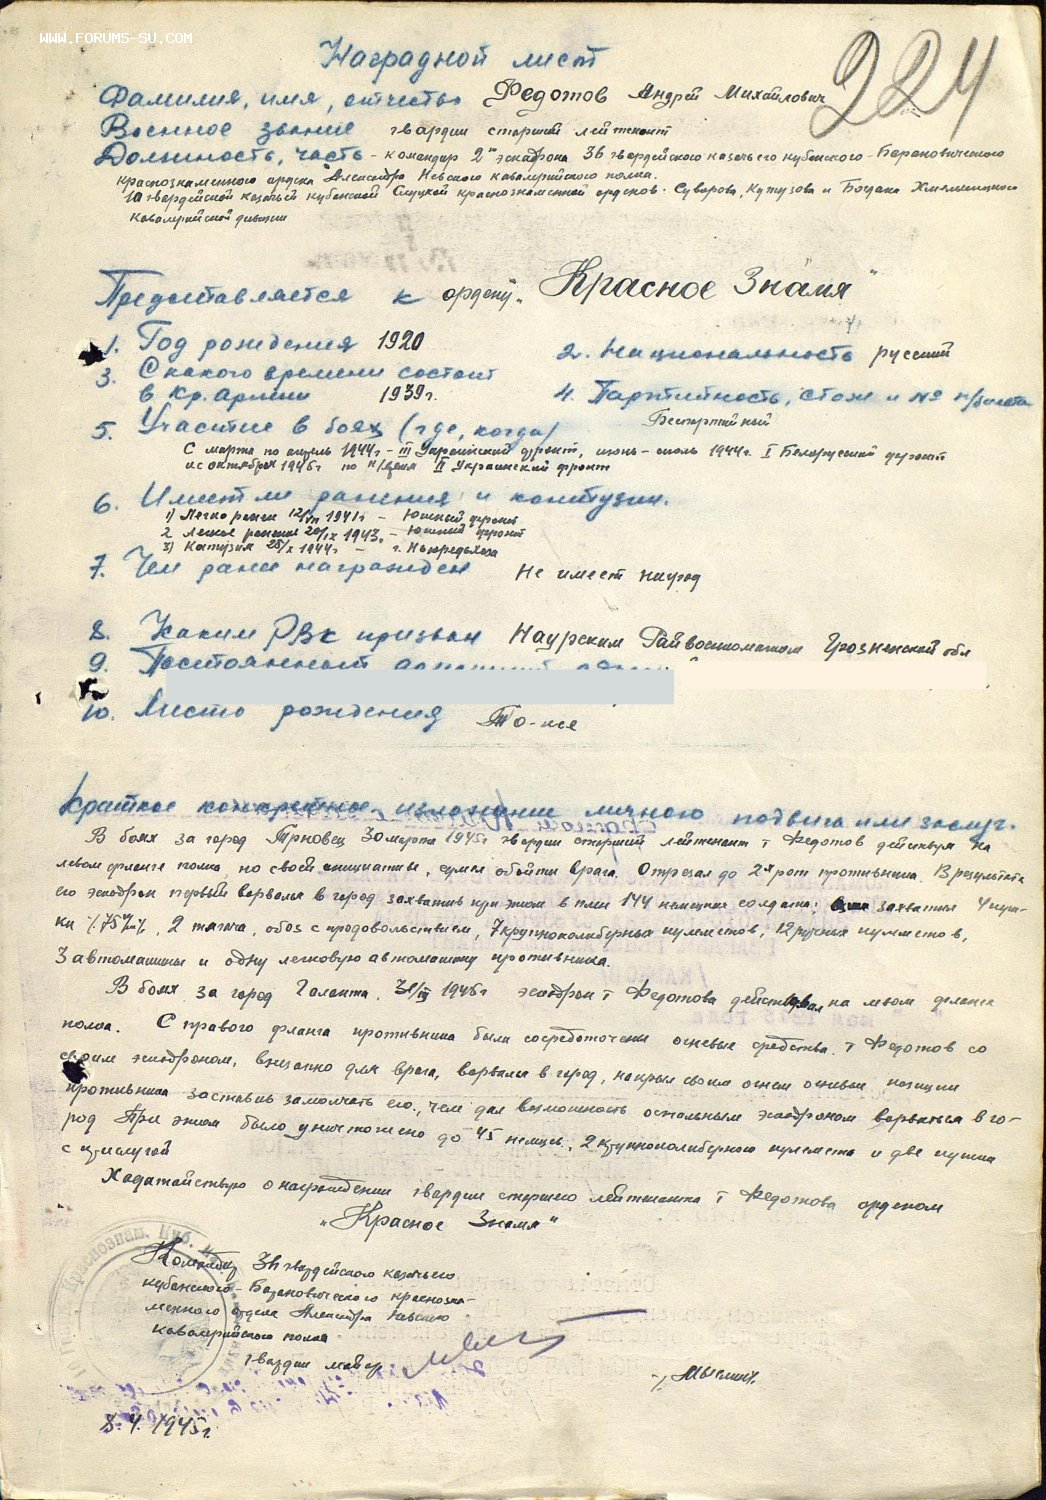 WWW.FORUMS-SU.COM
224
Наградной лист
Фамилия, имя, отчество Федотов Андрей Михайлович
Военное звание гвардии старший лейтенант
Должность, часть - командир 2го эскадрона 36 гвардейского казачьего кубанского-Барановического
краснознаменного ордена Александра Невского кавалерийского полка.
10 гвардейской казачьей кубанской Слуцкой краснознаменной орденов: Суворова, Кутузова и Богдана Хмельницкого
кавалерийской дивизии
Представляется к ордену „Красное Знамя"
1. Год рождения 1920
2. Национальность русский
3. С какого времени состоит
в Кр. Армии 1939г.
4. Партийность, стаж и № п/билета
Беспартийный
5. Участие в боях (где, когда)
С марта по апрель 1944г - III Украинский фронт, июнь-июль 1944г. I Белорусский фронт
и с октября 1944г по н/время II Украинский фронт
6. Имеет ли ранения и контузии.
1) Легко ранен 1941г - Южный фронт
2 Легкое ранение 1943г - Южный фронт
3) Контузия 1944г - г. Ньиредьхаза
7. Чем ранее награжден Не имеет наград
8. Каким РВК призван Наурским Райвоенкоматом Грозненской обл
9. Постоянный
10. Место рождения То-же
Краткое конкретное изложение личного подвига или заслуг.
В боях за город Трновец 30 марта 1945г гвардии старший лейтенант т Федотов действуя на
левом фланге полка, по своей инициативе, сумел обойти врага. Отрезал до 2х рот противника. В результате
его эскадрон первый ворвался в город захватив при этом в плен 144 немецких солдата; захватил 4 пуш-
ки 75 м/м, 2 тягача, обоз с продовольствием, 7 крупнокалиберных пулеметов, 12 ручных пулеметов,
3 автомашины и одну легковую автомашину противника.
В боях за город Галанта, 31/III 1945г эскадрон т Федотова действовал на левом фланге
полка. С правого фланга противника были сосредоточены огневые средства. т Федотов со
своим эскадроном, внезапно для врага, ворвался в город, накрыл своим огнем огневые позиции
противника заставив замолчать его, чем дал возможность остальным эскадронам ворваться в го-
род При этом было уничтожено до 45 немцев, 2 крупнокалиберного пулемета и две пушки
с прислугой
Ходатайствую о награждении гвардии старшего лейтенанта т Федотова орденом
„Красное Знамя"
Командир 36 гвардейского казачьего
кубанского-Барановического краснозна-
менного ордена Александра Невского
кавалерийского полка
гвардии майор
8.4.1945г.